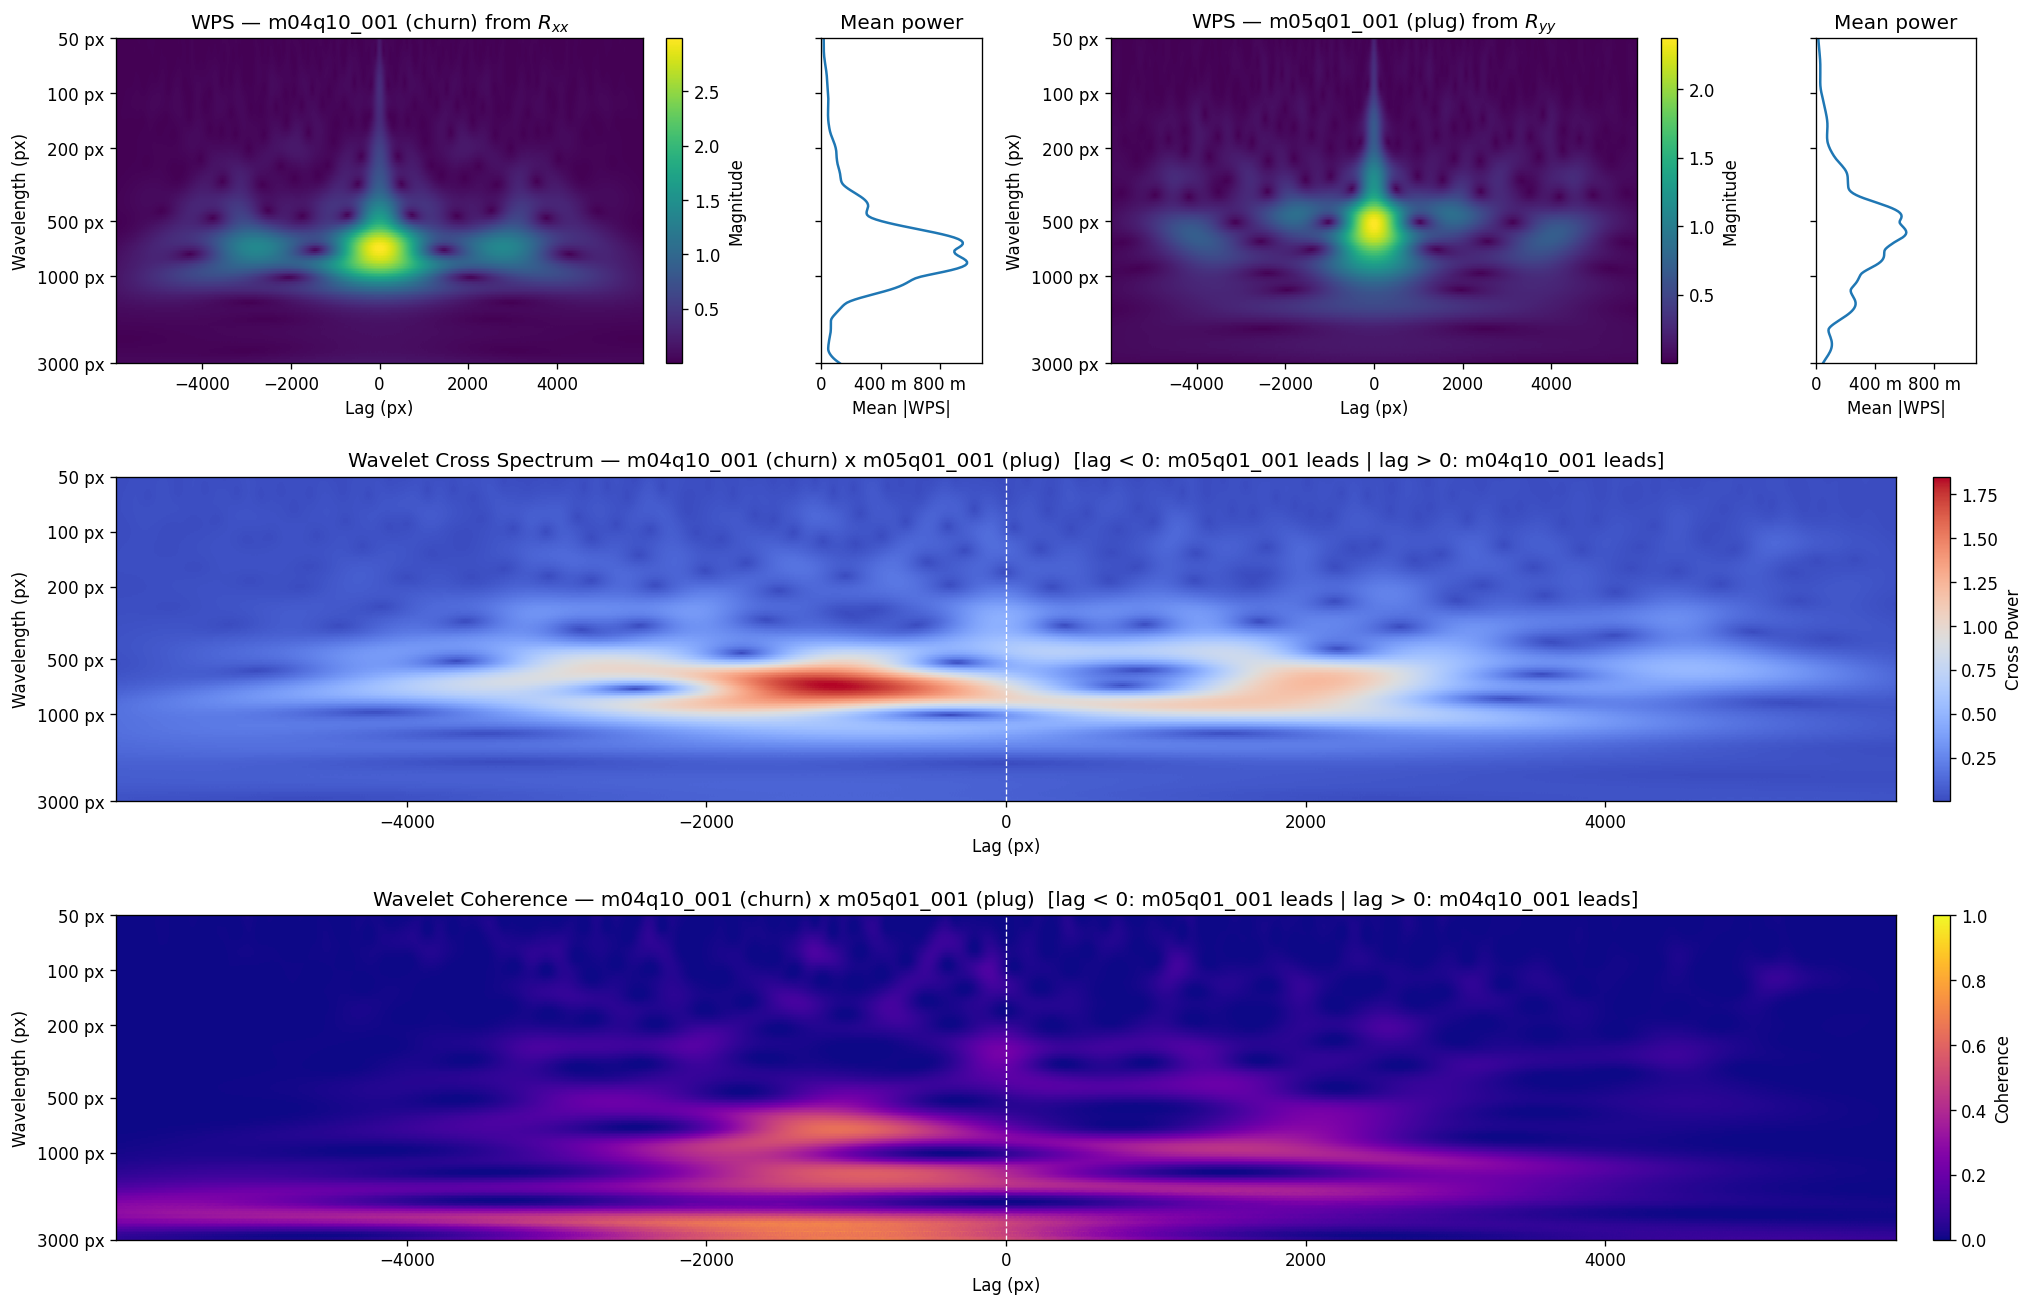 WPS — m04q10_001 (churn) from Rxx
50 px
100 px
200 px
500 px
1000 px
3000 px
Wavelength (px)
−4000 −2000 0 2000 4000
Lag (px)
2.5
2.0
1.5
1.0
0.5
Magnitude
Mean power
0 400 m 800 m
Mean |WPS|
WPS — m05q01_001 (plug) from Ryy
50 px
100 px
200 px
500 px
1000 px
3000 px
Wavelength (px)
−4000 −2000 0 2000 4000
Lag (px)
2.0
1.5
1.0
0.5
Magnitude
Mean power
0 400 m 800 m
Mean |WPS|
Wavelet Cross Spectrum — m04q10_001 (churn) x m05q01_001 (plug) [lag < 0: m05q01_001 leads | lag > 0: m04q10_001 leads]
50 px
100 px
200 px
500 px
1000 px
3000 px
Wavelength (px)
−4000 −2000 0 2000 4000
Lag (px)
1.75
1.50
1.25
1.00
0.75
0.50
0.25
Cross Power
Wavelet Coherence — m04q10_001 (churn) x m05q01_001 (plug) [lag < 0: m05q01_001 leads | lag > 0: m04q10_001 leads]
50 px
100 px
200 px
500 px
1000 px
3000 px
Wavelength (px)
−4000 −2000 0 2000 4000
Lag (px)
1.0
0.8
0.6
0.4
0.2
0.0
Coherence